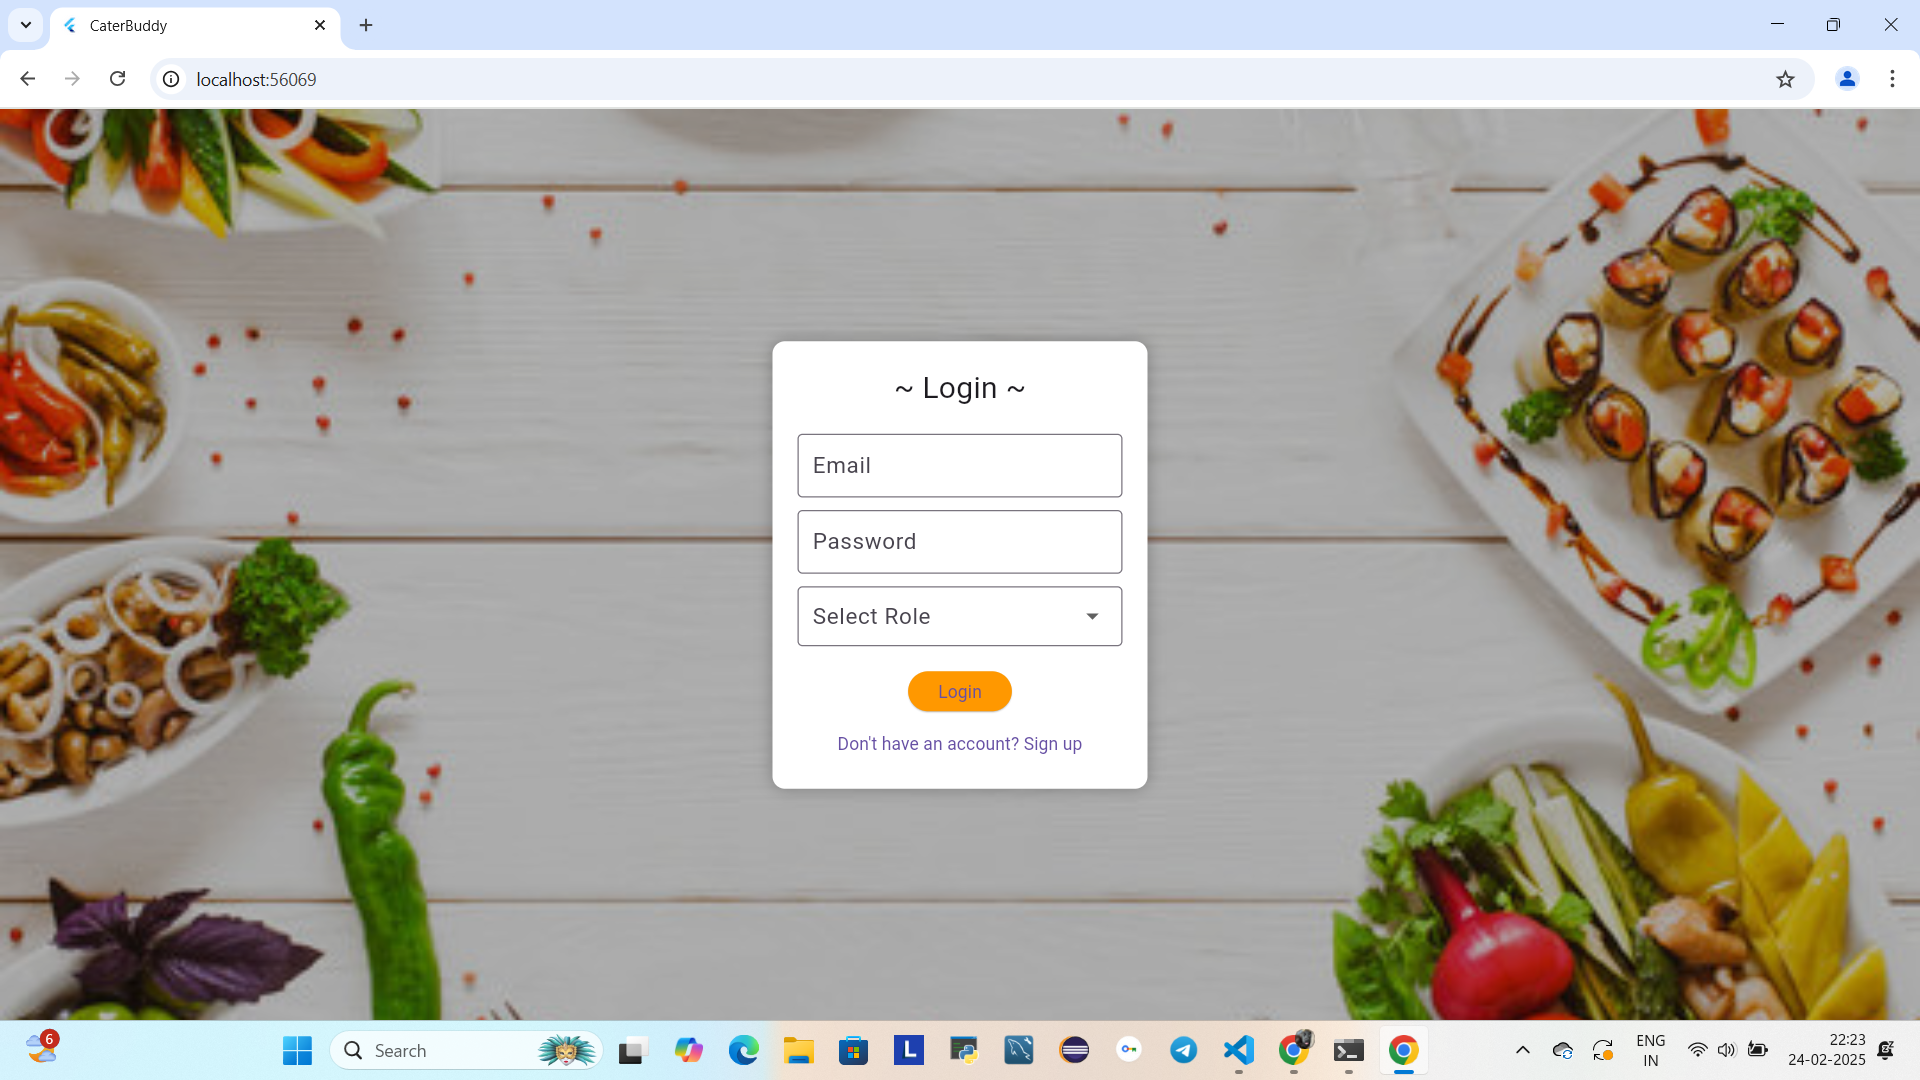 CaterBuddy
localhost:56069
~ Login ~
Email
Password
Select Role
Login
Don't have an account? Sign up
6
Search
L
ENG
IN
22:23
24-02-2025